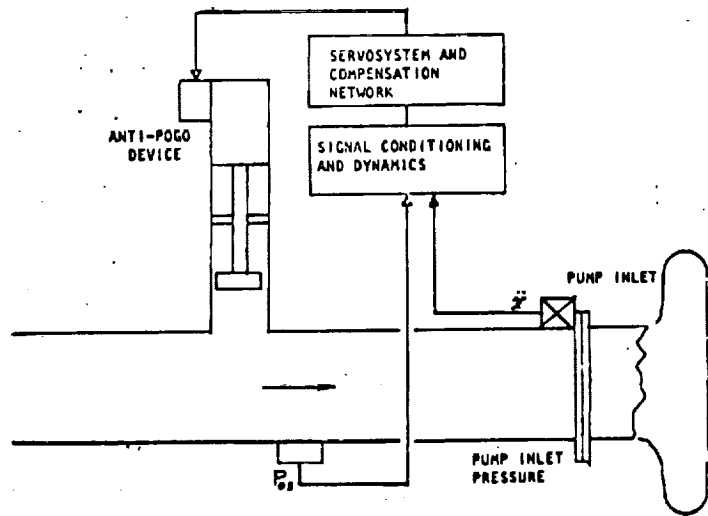 SERVOSYSTEM AND
COMPENSATION
NETWORK
ANTI-POGO
DEVICE
SIGNAL CONDITIONING
AND DYNAMICS
PUMP INLET
ẍ
PUMP INLET
PRESSURE